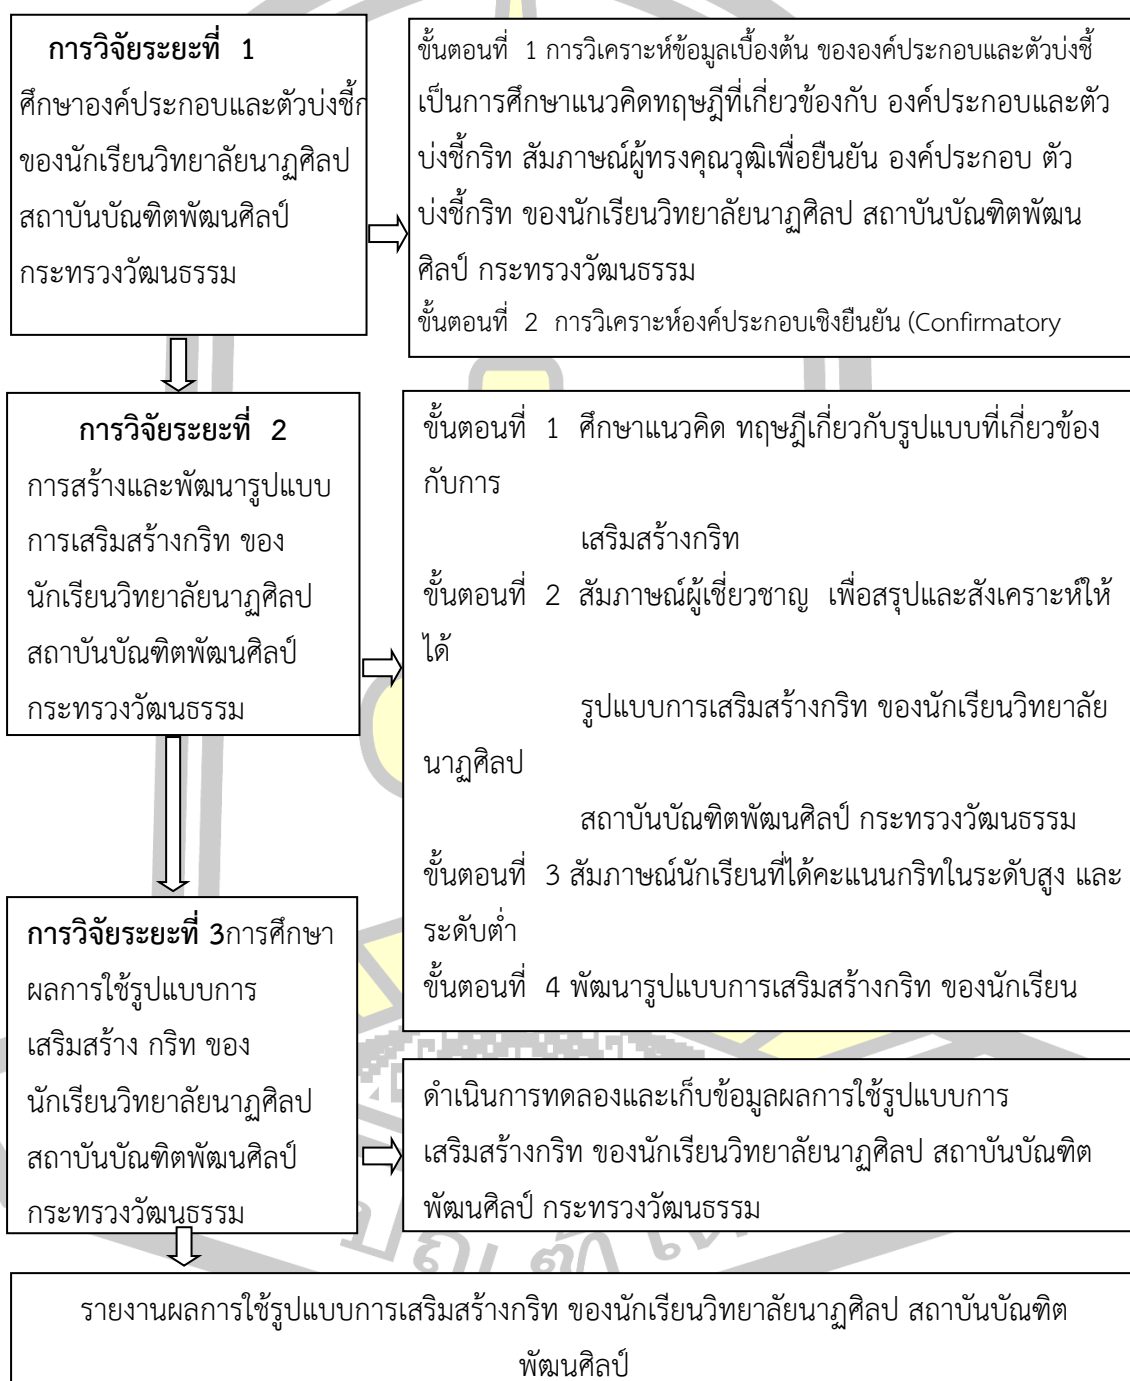 การวิจัยระยะที่ 1
ศึกษาองค์ประกอบและตัวบ่งชี้ก
ของนักเรียนวิทยาลัยนาฏศิลป
สถาบันบัณฑิตพัฒนศิลป์
กระทรวงวัฒนธรรม
ขั้นตอนที่ 1 การวิเคราะห์ข้อมูลเบื้องต้น ขององค์ประกอบและตัวบ่งชี้
เป็นการศึกษาแนวคิดทฤษฎีที่เกี่ยวข้องกับ องค์ประกอบและตัว
บ่งชี้กริท สัมภาษณ์ผู้ทรงคุณวุฒิเพื่อยืนยัน องค์ประกอบ ตัว
บ่งชี้กริท ของนักเรียนวิทยาลัยนาฏศิลป สถาบันบัณฑิตพัฒน
ศิลป์ กระทรวงวัฒนธรรม
ขั้นตอนที่ 2 การวิเคราะห์องค์ประกอบเชิงยืนยัน (Confirmatory
การวิจัยระยะที่ 2
การสร้างและพัฒนารูปแบบ
การเสริมสร้างกริท ของ
นักเรียนวิทยาลัยนาฏศิลป
สถาบันบัณฑิตพัฒนศิลป์
กระทรวงวัฒนธรรม
ขั้นตอนที่ 1 ศึกษาแนวคิด ทฤษฎีเกี่ยวกับรูปแบบที่เกี่ยวข้อง
กับการ
เสริมสร้างกริท
ขั้นตอนที่ 2 สัมภาษณ์ผู้เชี่ยวชาญ เพื่อสรุปและสังเคราะห์ให้
ได้
รูปแบบการเสริมสร้างกริท ของนักเรียนวิทยาลัย
นาฏศิลป
สถาบันบัณฑิตพัฒนศิลป์ กระทรวงวัฒนธรรม
ขั้นตอนที่ 3 สัมภาษณ์นักเรียนที่ได้คะแนนกริทในระดับสูง และ
ระดับต่ำ
ขั้นตอนที่ 4 พัฒนารูปแบบการเสริมสร้างกริท ของนักเรียน
การวิจัยระยะที่ 3การศึกษา
ผลการใช้รูปแบบการ
เสริมสร้าง กริท ของ
นักเรียนวิทยาลัยนาฏศิลป
สถาบันบัณฑิตพัฒนศิลป์
กระทรวงวัฒนธรรม
ดำเนินการทดลองและเก็บข้อมูลผลการใช้รูปแบบการ
เสริมสร้างกริท ของนักเรียนวิทยาลัยนาฏศิลป สถาบันบัณฑิต
พัฒนศิลป์ กระทรวงวัฒนธรรม
รายงานผลการใช้รูปแบบการเสริมสร้างกริท ของนักเรียนวิทยาลัยนาฏศิลป สถาบันบัณฑิต
พัฒนศิลป์